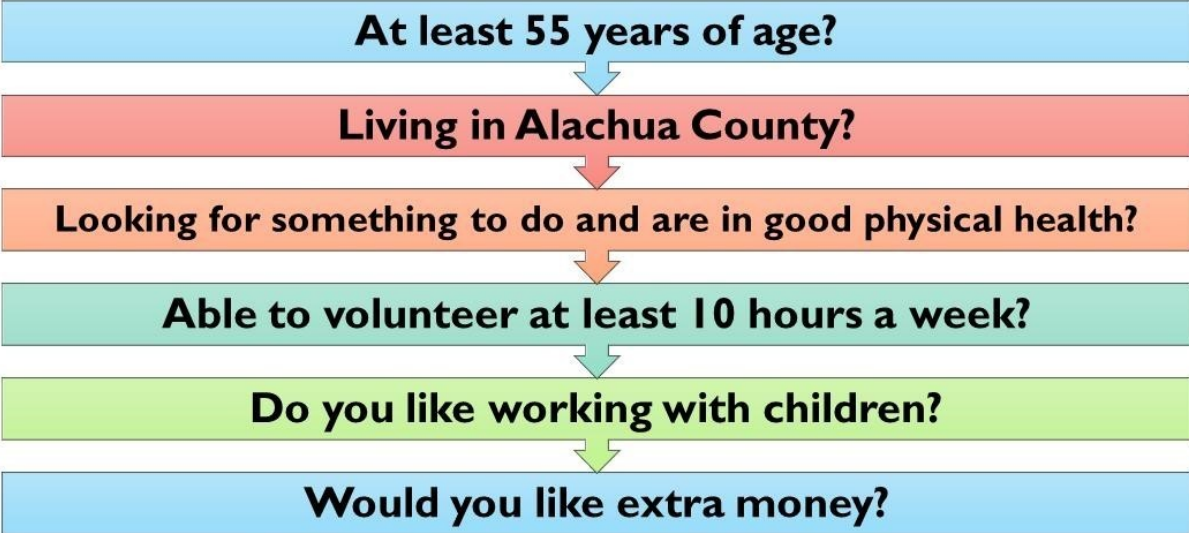 At least 55 years of age?
Living in Alachua County?
Looking for something to do and are in good physical health?
Able to volunteer at least 10 hours a week?
Do you like working with children?
Would you like extra money?